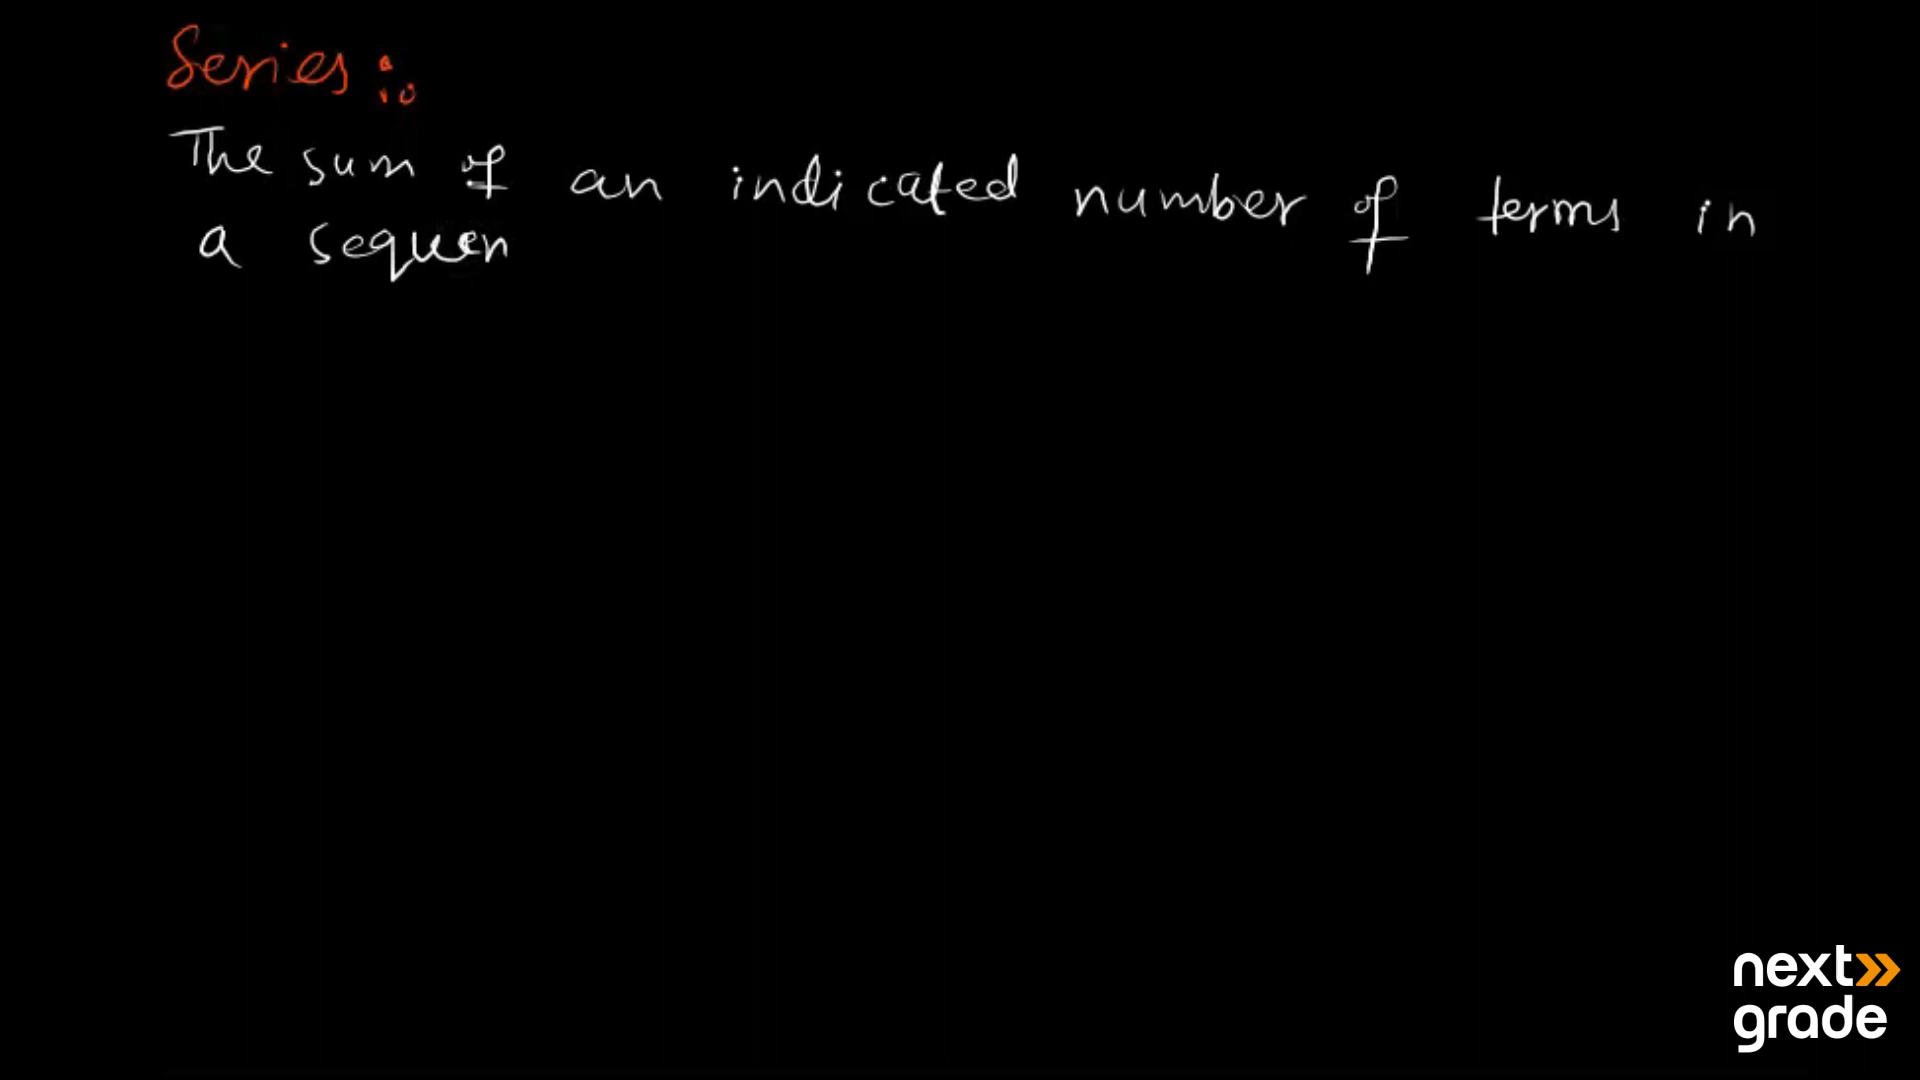 Series :.
The sum of an indicated number of terms in
a sequen
next
grade